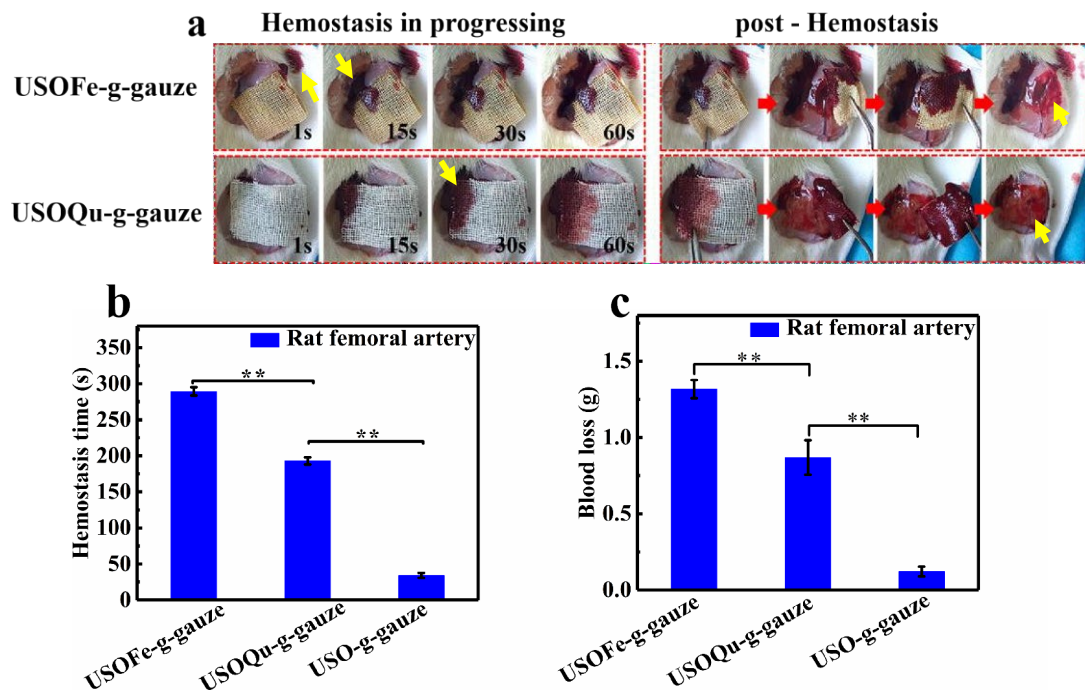 a
Hemostasis in progressing
post - Hemostasis
USOFe-g-gauze
1s
15s
30s
60s
USOQu-g-gauze
1s
15s
30s
60s
b
Rat femoral artery
Hemostasis time (s)
350
300
250
200
150
100
50
0
**
**
USOFe-g-gauze
USOQu-g-gauze
USO-g-gauze
c
Rat femoral artery
Blood loss (g)
1.5
1.0
0.5
0.0
**
**
USOFe-g-gauze
USOQu-g-gauze
USO-g-gauze